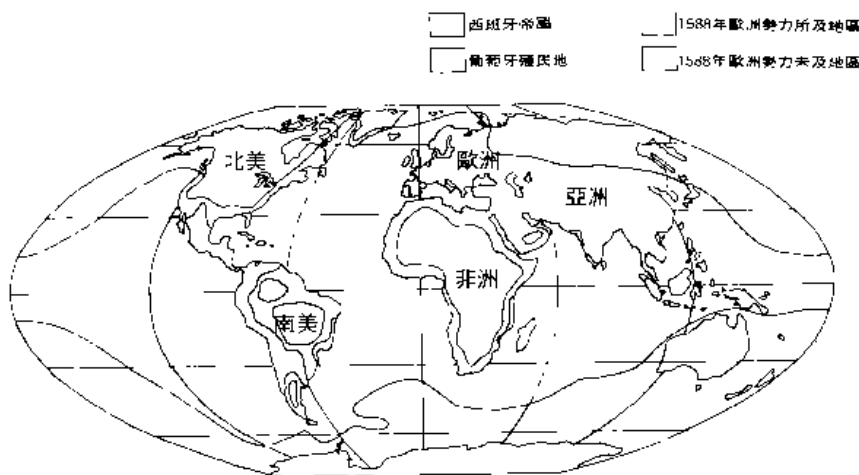 西班牙帝國
1588年歐洲勢力所及地區
葡萄牙殖民地
1588年歐洲勢力未及地區
北美
歐洲
亞洲
非洲
南美